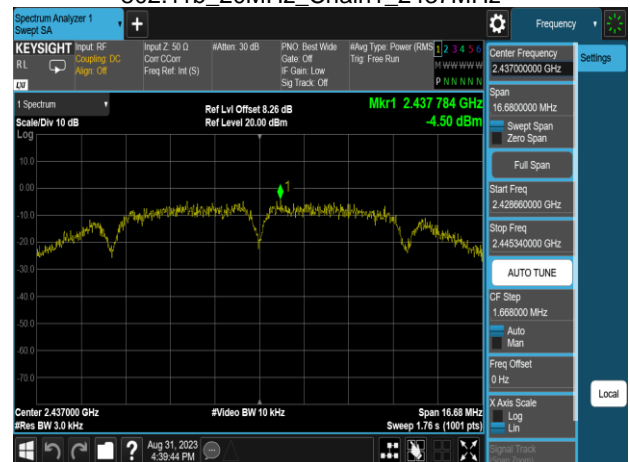 802.11b_20MHz_Chain1_2437MHz
Spectrum Analyzer 1
Swept SA
Frequency
KEYSIGHT
RL
LXI
Input: RF
Coupling: DC
Align: Off
Input Z: 50 Ω
Corr CCorr
Freq Ref: Int (S)
#Atten: 30 dB
PNO: Best Wide
Gate: Off
IF Gain: Low
Sig Track: Off
#Avg Type: Power (RMS
Trig: Free Run
1 2 3 4 5 6
M W W W W W
P N N N N N
1 Spectrum
Scale/Div 10 dB
Log
Ref Lvl Offset 8.26 dB
Ref Level 20.00 dBm
Mkr1 2.437 784 GHz
-4.50 dBm
10.0
0.00
-10.0
-20.0
-30.0
-40.0
-50.0
-60.0
-70.0
1
Center 2.437000 GHz
#Res BW 3.0 kHz
#Video BW 10 kHz
Span 16.68 MHz
Sweep 1.76 s (1001 pts)
Aug 31, 2023
4:39:44 PM
Center Frequency
2.437000000 GHz
Span
16.6800000 MHz
Swept Span
Zero Span
Full Span
Start Freq
2.428660000 GHz
Stop Freq
2.445340000 GHz
AUTO TUNE
CF Step
1.668000 MHz
Auto
Man
Freq Offset
0 Hz
X Axis Scale
Log
Lin
Signal Track
(Span Zoom)
Settings
Local